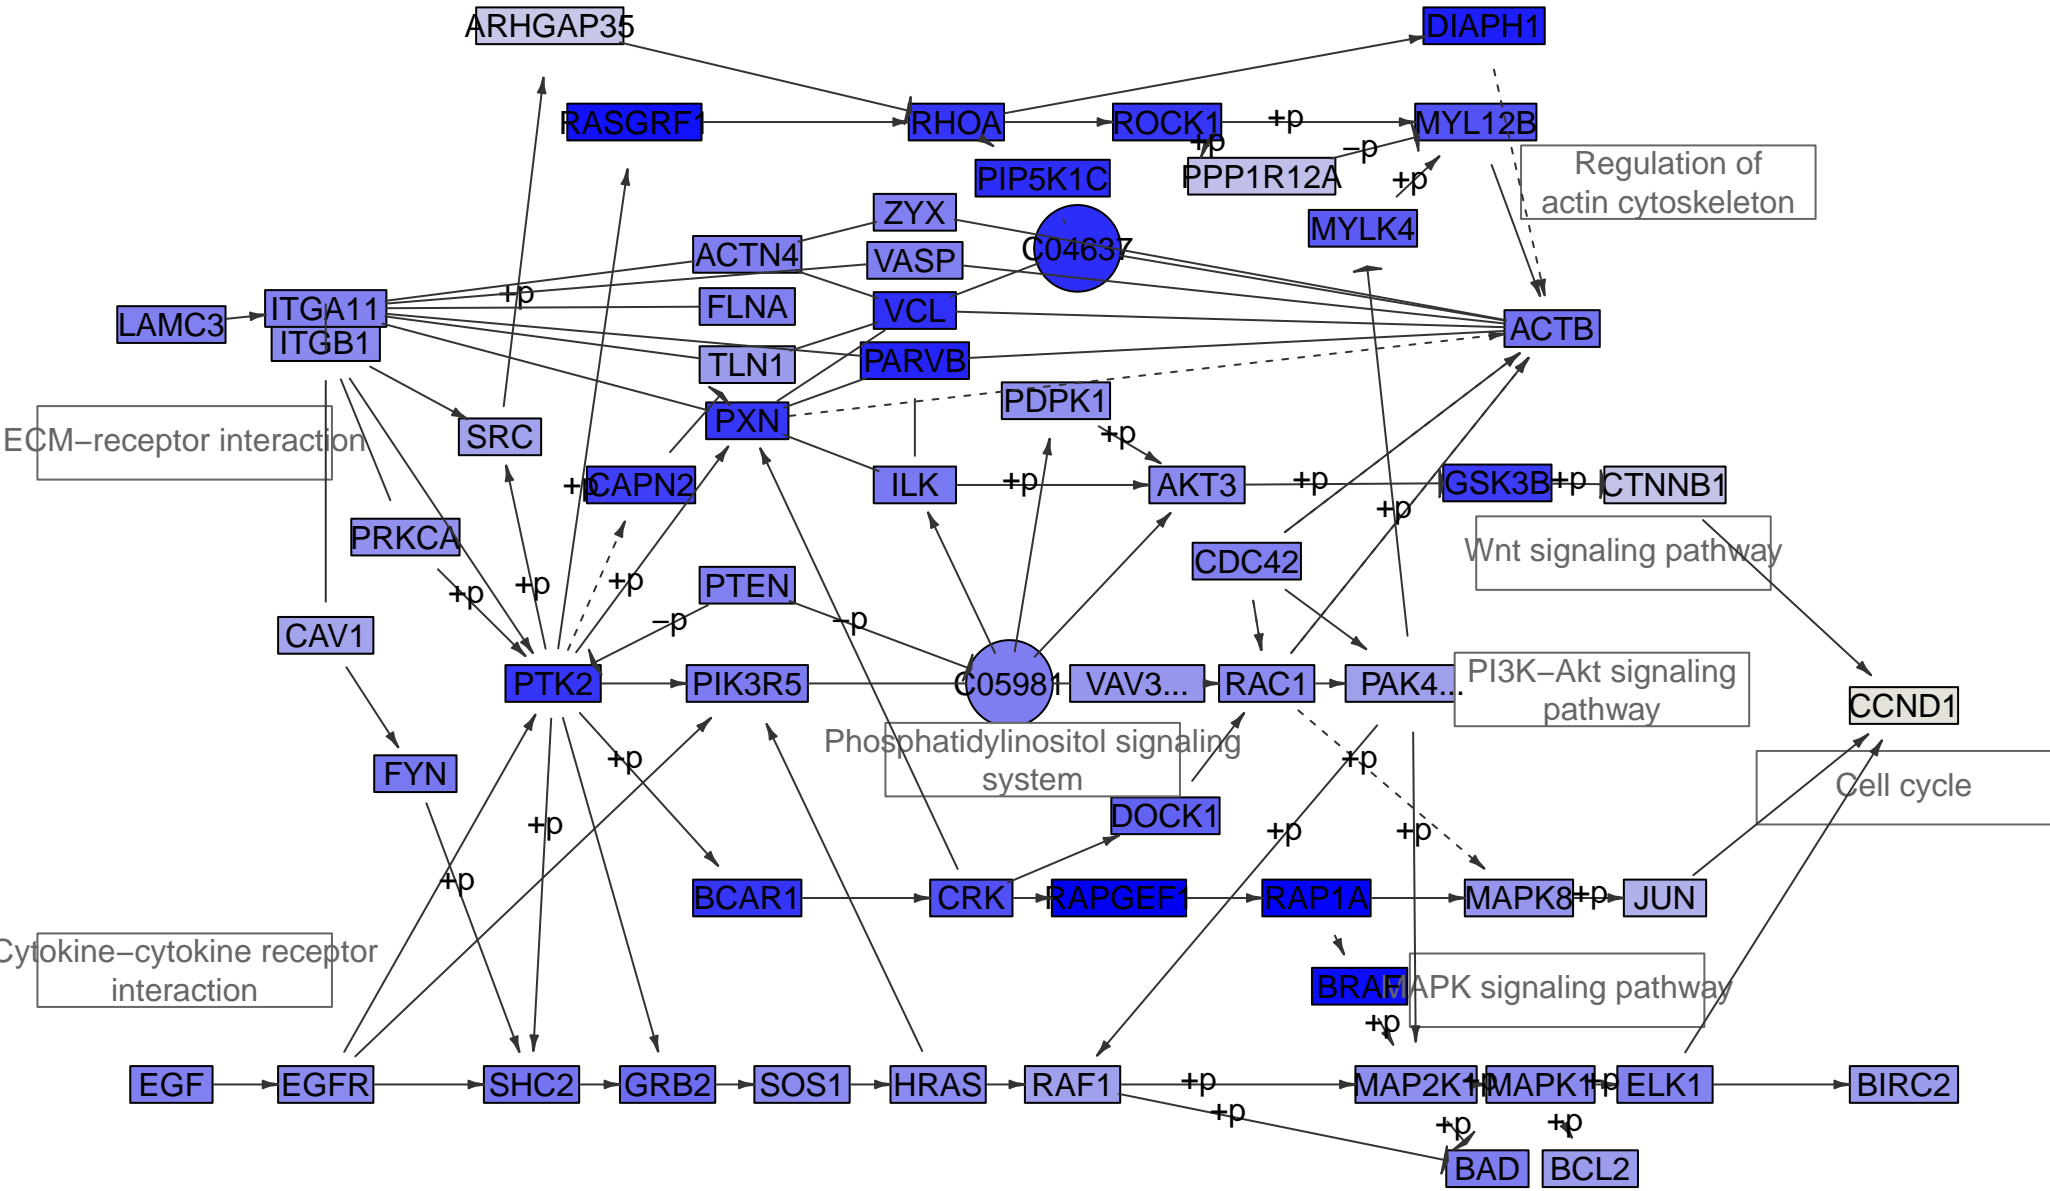 ARHGAP35
DIAPH1
RASGRF1
RHOA
ROCK1
+p
MYL12B
+p
−p
PIP5K1C
PPP1R12A
+p
Regulation of
actin cytoskeleton
ZYX
MYLK4
ACTN4
VASP
C04637
+p
ITGA11
FLNA
VCL
LAMC3
ITGB1
ACTB
TLN1
PARVB
PDPK1
PXN
+p
ECM−receptor interaction
SRC
+p
CAPN2
ILK
+p
AKT3
+p
GSK3B
+p
CTNNB1
+p
PRKCA
Wnt signaling pathway
CDC42
+p
+p
+p
PTEN
−p
−p
CAV1
PTK2
PIK3R5
C05981
VAV3...
RAC1
PAK4...
PI3K−Akt signaling
pathway
CCND1
Phosphatidylinositol signaling
system
+p
+p
FYN
Cell cycle
DOCK1
+p
+p
+p
+p
BCAR1
CRK
RAPGEF1
RAP1A
MAPK8
+p
JUN
Cytokine−cytokine receptor
interaction
BRAF
MAPK signaling pathway
+p
EGF
EGFR
SHC2
GRB2
SOS1
HRAS
RAF1
+p
MAP2K1
+p
MAPK1
+p
ELK1
BIRC2
+p
+p
+p
BAD
BCL2